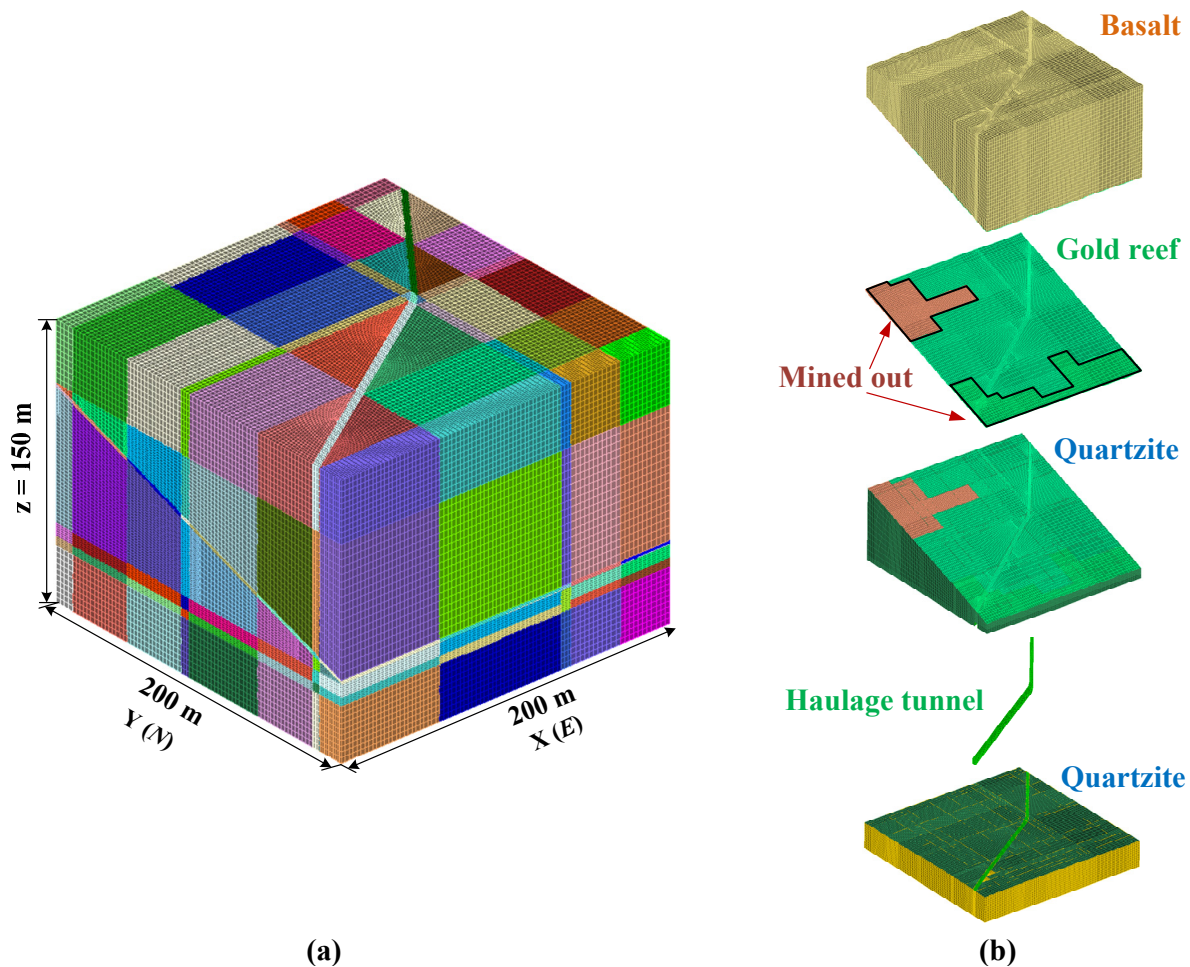 z = 150 m
200 m
Y (N)
200 m
X (E)
(a)
Basalt
Gold reef
Mined out
Quartzite
Haulage tunnel
Quartzite
(b)